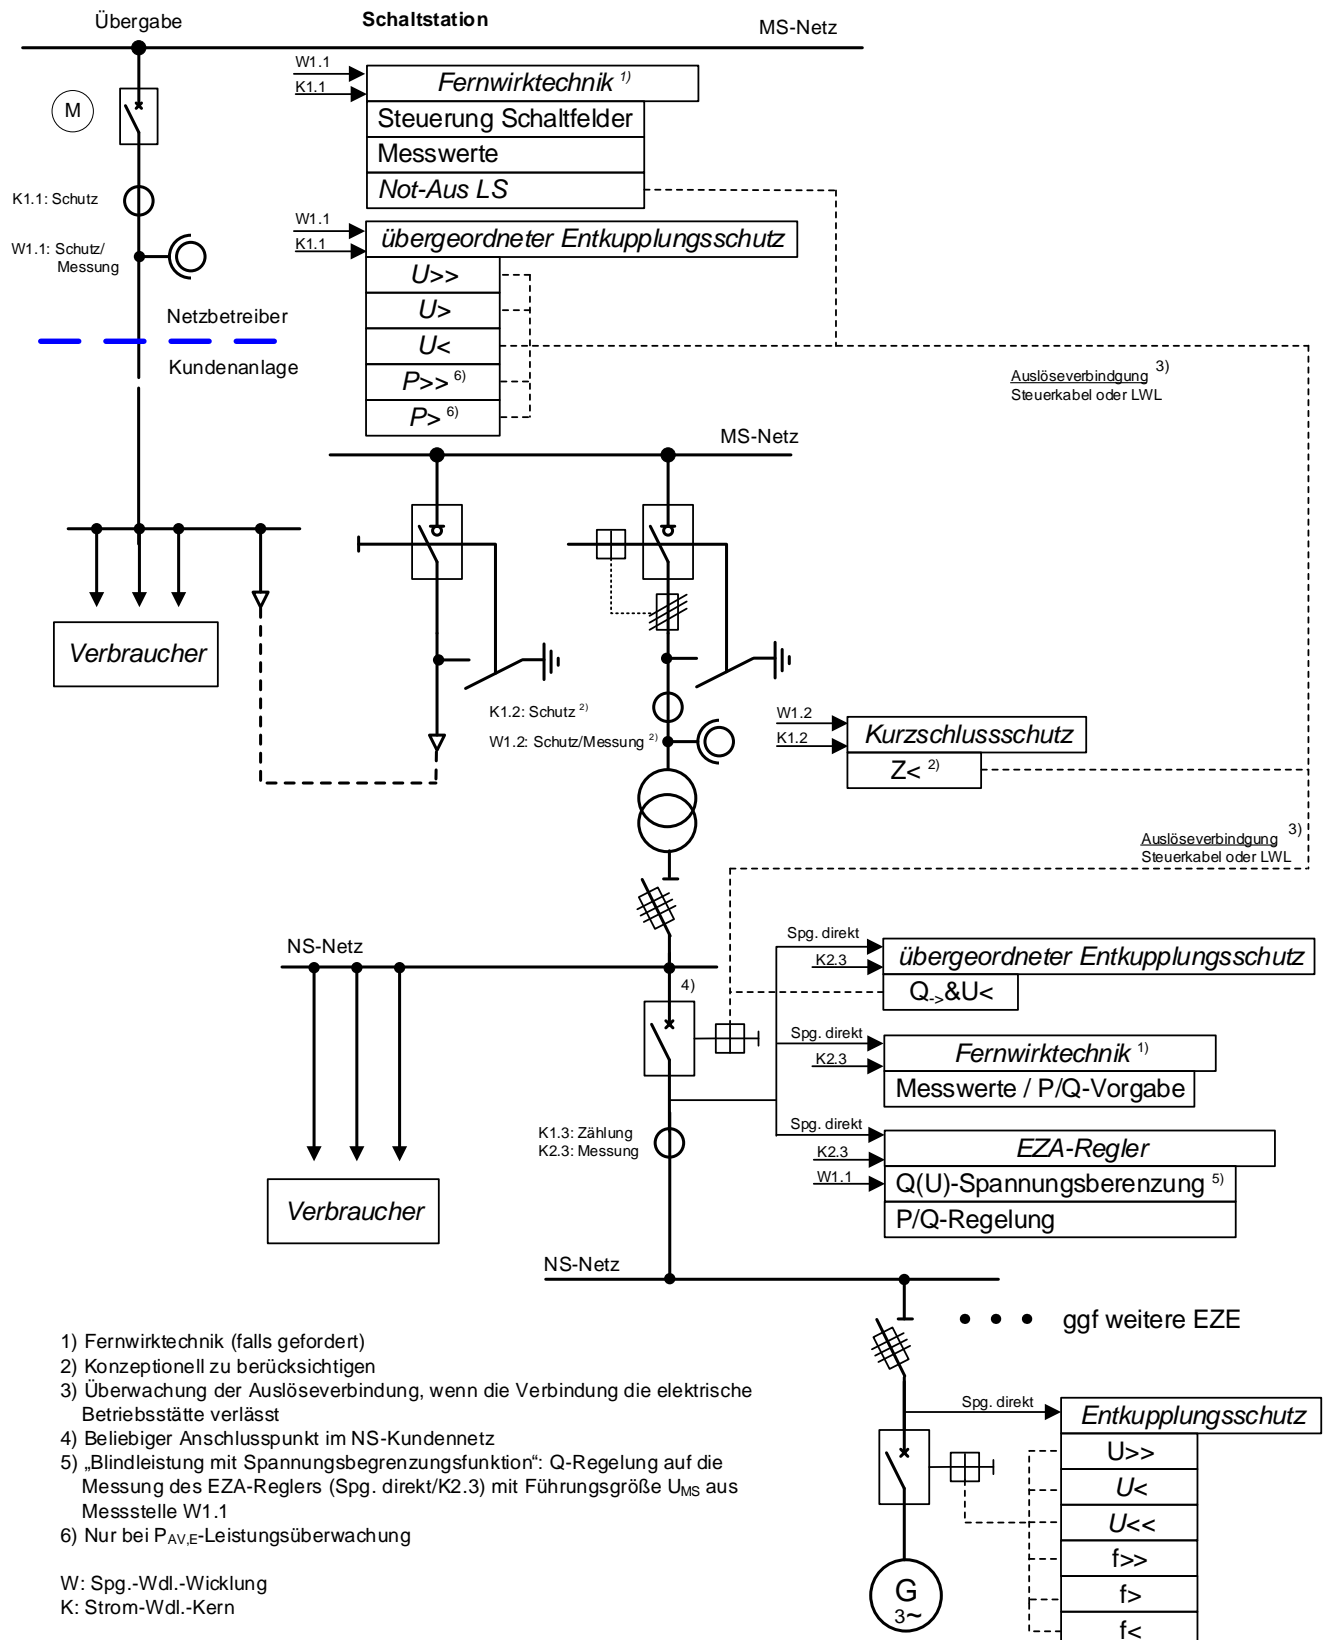 Übergabe
Schaltstation
MS-Netz
M
K1.1: Schutz
W1.1: Schutz/
Messung
Netzbetreiber
Kundenanlage
W1.1
K1.1
Fernwirktechnik 1)
Steuerung Schaltfelder
Messwerte
Not-Aus LS
W1.1
K1.1
übergeordneter Entkupplungsschutz
U>>
U>
U<
P>> 6)
P> 6)
Auslöseverbindgung 3)
Steuerkabel oder LWL
MS-Netz
Verbraucher
K1.2: Schutz 2)
W1.2: Schutz/Messung 2)
W1.2
K1.2
Kurzschlussschutz
Z< 2)
Auslöseverbindgung 3)
Steuerkabel oder LWL
NS-Netz
4)
Spg. direkt
K2.3
übergeordneter Entkupplungsschutz
Q->&U<
Spg. direkt
K2.3
Fernwirktechnik 1)
Messwerte / P/Q-Vorgabe
K1.3: Zählung
K2.3: Messung
Spg. direkt
K2.3
W1.1
EZA-Regler
Q(U)-Spannungsberenzung 5)
P/Q-Regelung
Verbraucher
NS-Netz
ggf weitere EZE
Spg. direkt
Entkupplungsschutz
U>>
U<
U<<
f>>
f>
f<
G
3~
1) Fernwirktechnik (falls gefordert)
2) Konzeptionell zu berücksichtigen
3) Überwachung der Auslöseverbindung, wenn die Verbindung die elektrische
Betriebsstätte verlässt
4) Beliebiger Anschlusspunkt im NS-Kundennetz
5) „Blindleistung mit Spannungsbegrenzungsfunktion“: Q-Regelung auf die
Messung des EZA-Reglers (Spg. direkt/K2.3) mit Führungsgröße UMS aus
Messstelle W1.1
6) Nur bei PAV,E-Leistungsüberwachung
W: Spg.-Wdl.-Wicklung
K: Strom-Wdl.-Kern